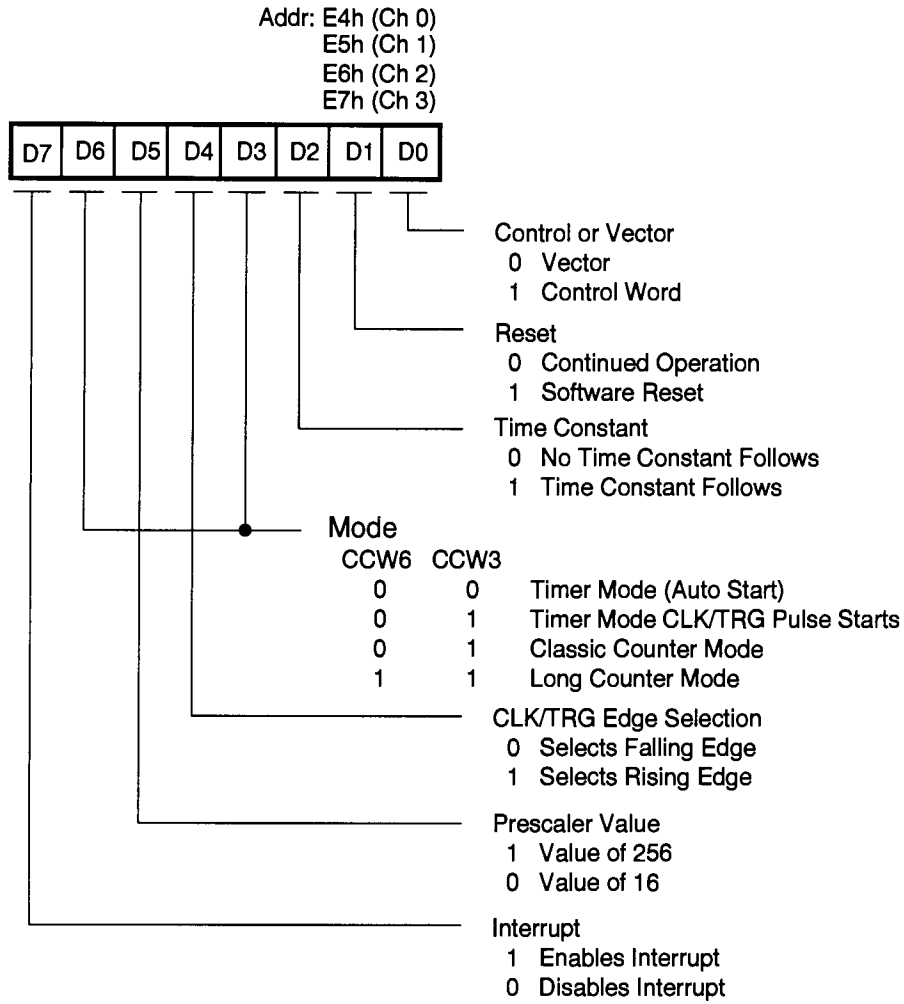 Addr: E4h (Ch 0)
E5h (Ch 1)
E6h (Ch 2)
E7h (Ch 3)
D7 D6 D5 D4 D3 D2 D1 D0
Control or Vector
0 Vector
1 Control Word
Reset
0 Continued Operation
1 Software Reset
Time Constant
0 No Time Constant Follows
1 Time Constant Follows
Mode
CCW6 CCW3
0 0 Timer Mode (Auto Start)
0 1 Timer Mode CLK/TRG Pulse Starts
0 1 Classic Counter Mode
1 1 Long Counter Mode
CLK/TRG Edge Selection
0 Selects Falling Edge
1 Selects Rising Edge
Prescaler Value
1 Value of 256
0 Value of 16
Interrupt
1 Enables Interrupt
0 Disables Interrupt